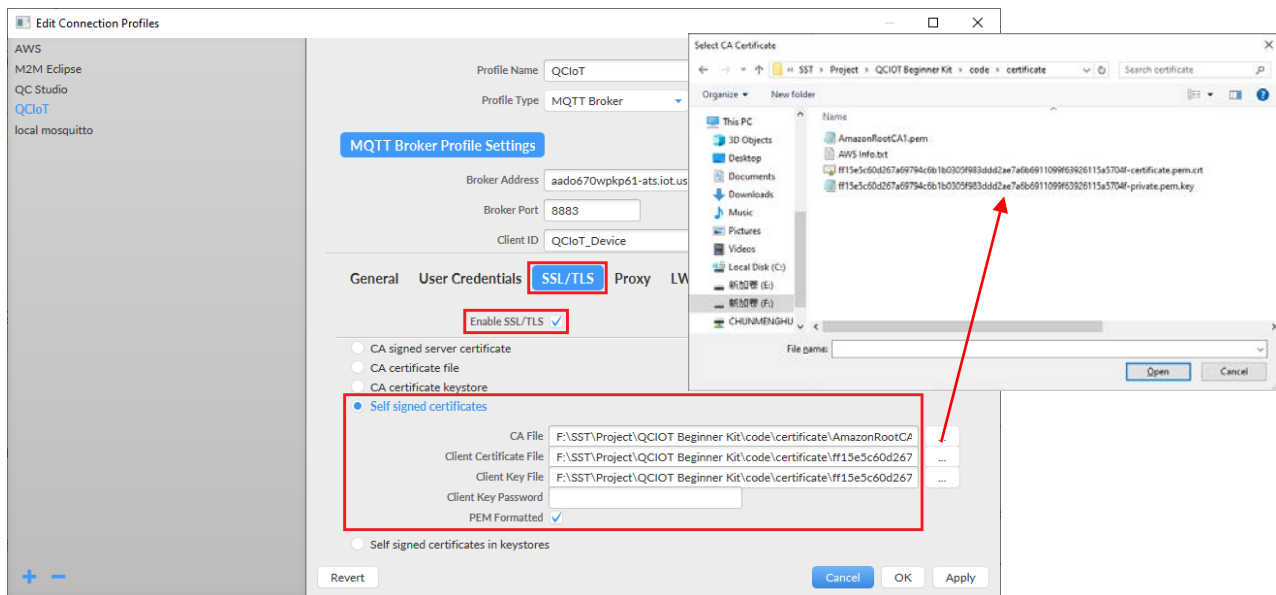 Edit Connection Profiles
AWS
M2M Eclipse
QC Studio
QCIoT
local mosquitto
Profile Name QCIoT
Profile Type MQTT Broker
MQTT Broker Profile Settings
Broker Address aado670wpkp61-ats.iot.us
Broker Port 8883
Client ID QCIoT_Device
General User Credentials SSL/TLS Proxy LW
Enable SSL/TLS
CA signed server certificate
CA certificate file
CA certificate keystore
Self signed certificates
CA File F:\SST\Project\QCIOT Beginner Kit\code\certificate\AmazonRootCA
Client Certificate File F:\SST\Project\QCIOT Beginner Kit\code\certificate\ff15e5c60d267 ...
Client Key File F:\SST\Project\QCIOT Beginner Kit\code\certificate\ff15e5c60d267 ...
Client Key Password
PEM Formatted
Self signed certificates in keystores
Revert Cancel OK Apply
Select CA Certificate
« SST › Project › QCIOT Beginner Kit › code › certificate Search certificate
Organize New folder
This PC
3D Objects
Desktop
Documents
Downloads
Music
Pictures
Videos
Local Disk (C:)
新加卷 (E:)
新加卷 (F:)
CHUNMENGHU
Name
AmazonRootCA1.pem
AWS Info.txt
ff15e5c60d267a69794c6b1b0305f983ddd2ae7a6b6911099f63926115a5704f-certificate.pem.crt
ff15e5c60d267a69794c6b1b0305f983ddd2ae7a6b6911099f63926115a5704f-private.pem.key
File name:
Open Cancel